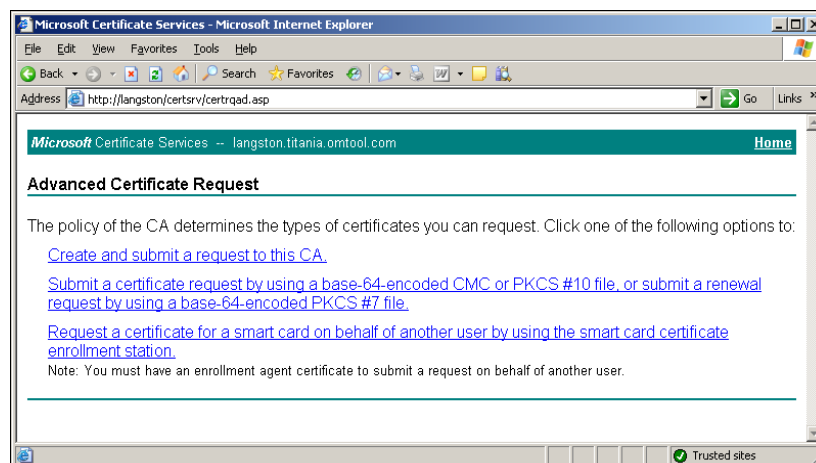 Microsoft Certificate Services - Microsoft Internet Explorer
File Edit View Favorites Tools Help
Back Search Favorites
Address http://langston/certsrv/certrqad.asp Go Links »
Microsoft Certificate Services -- langston.titania.omtool.com Home
Advanced Certificate Request
The policy of the CA determines the types of certificates you can request. Click one of the following options to:
Create and submit a request to this CA.
Submit a certificate request by using a base-64-encoded CMC or PKCS #10 file, or submit a renewal
request by using a base-64-encoded PKCS #7 file.
Request a certificate for a smart card on behalf of another user by using the smart card certificate
enrollment station.
Note: You must have an enrollment agent certificate to submit a request on behalf of another user.
Trusted sites